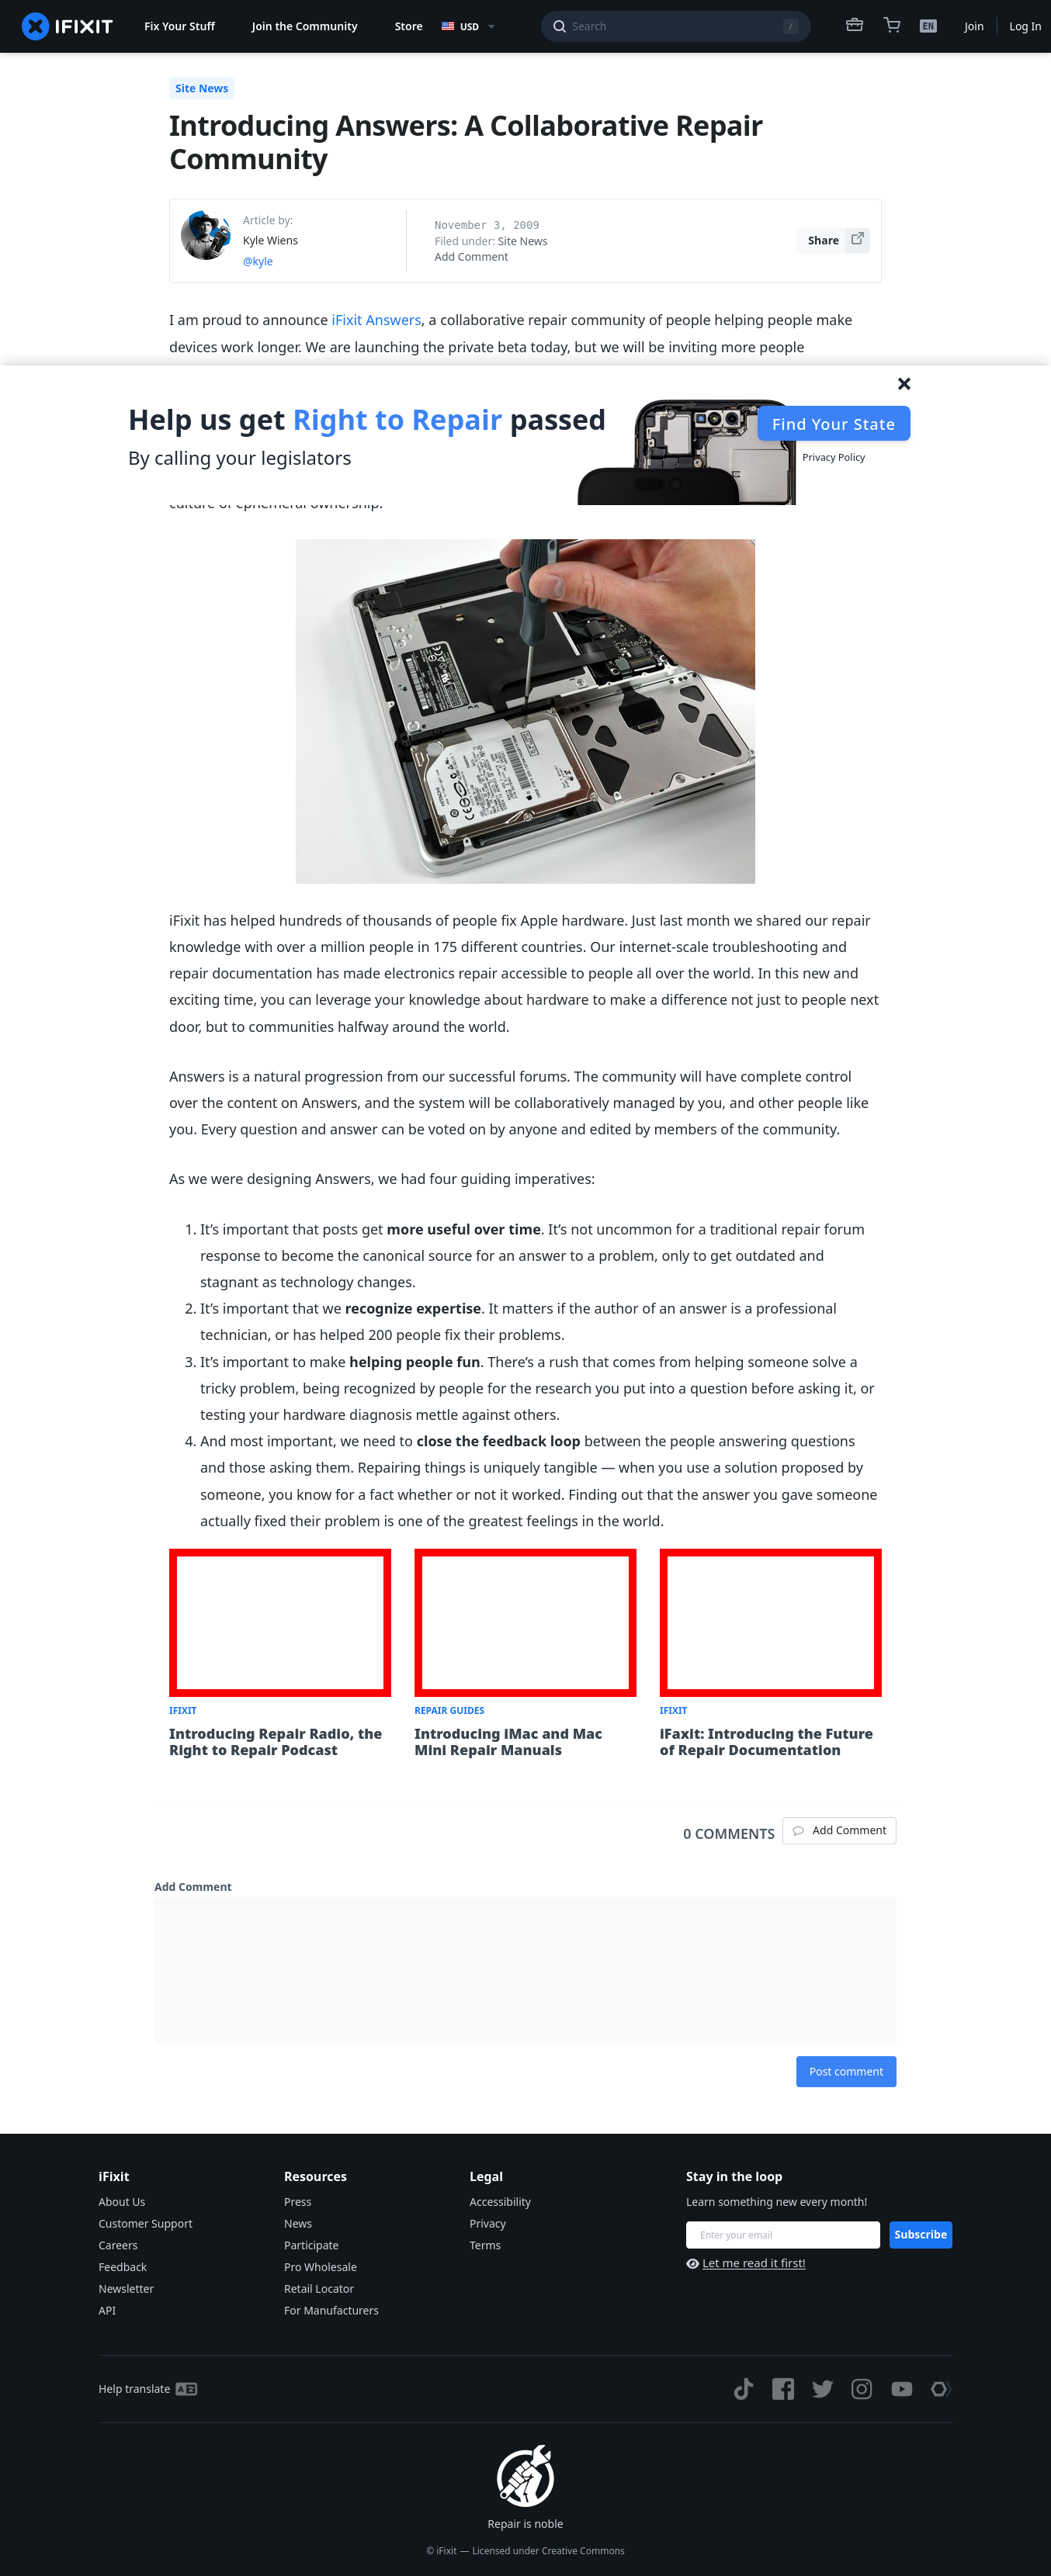 IFIXIT
Fix Your Stuff
Join the Community
Store
USD
Search
/
EN
Join
Log In
Site News
Introducing Answers: A Collaborative Repair
Community
Article by:
Kyle Wiens
@kyle
November 3, 2009
Filed under: Site News
Add Comment
Share
I am proud to announce iFixit Answers, a collaborative repair community of people helping people make
devices work longer. We are launching the private beta today, but we will be inviting more people
Help us get Right to Repair passed
By calling your legislators
Find Your State
Privacy Policy
culture of ephemeral ownership.
iFixit has helped hundreds of thousands of people fix Apple hardware. Just last month we shared our repair
knowledge with over a million people in 175 different countries. Our internet-scale troubleshooting and
repair documentation has made electronics repair accessible to people all over the world. In this new and
exciting time, you can leverage your knowledge about hardware to make a difference not just to people next
door, but to communities halfway around the world.
Answers is a natural progression from our successful forums. The community will have complete control
over the content on Answers, and the system will be collaboratively managed by you, and other people like
you. Every question and answer can be voted on by anyone and edited by members of the community.
As we were designing Answers, we had four guiding imperatives:
1. It’s important that posts get more useful over time. It’s not uncommon for a traditional repair forum
response to become the canonical source for an answer to a problem, only to get outdated and
stagnant as technology changes.
2. It’s important that we recognize expertise. It matters if the author of an answer is a professional
technician, or has helped 200 people fix their problems.
3. It’s important to make helping people fun. There’s a rush that comes from helping someone solve a
tricky problem, being recognized by people for the research you put into a question before asking it, or
testing your hardware diagnosis mettle against others.
4. And most important, we need to close the feedback loop between the people answering questions
and those asking them. Repairing things is uniquely tangible — when you use a solution proposed by
someone, you know for a fact whether or not it worked. Finding out that the answer you gave someone
actually fixed their problem is one of the greatest feelings in the world.
IFIXIT
Introducing Repair Radio, the
Right to Repair Podcast
REPAIR GUIDES
Introducing iMac and Mac
Mini Repair Manuals
IFIXIT
iFaxit: Introducing the Future
of Repair Documentation
0 COMMENTS
Add Comment
Add Comment
Post comment
iFixit
About Us
Customer Support
Careers
Feedback
Newsletter
API
Resources
Press
News
Participate
Pro Wholesale
Retail Locator
For Manufacturers
Legal
Accessibility
Privacy
Terms
Stay in the loop
Learn something new every month!
Enter your email
Subscribe
Let me read it first!
Help translate
Repair is noble
© iFixit — Licensed under Creative Commons